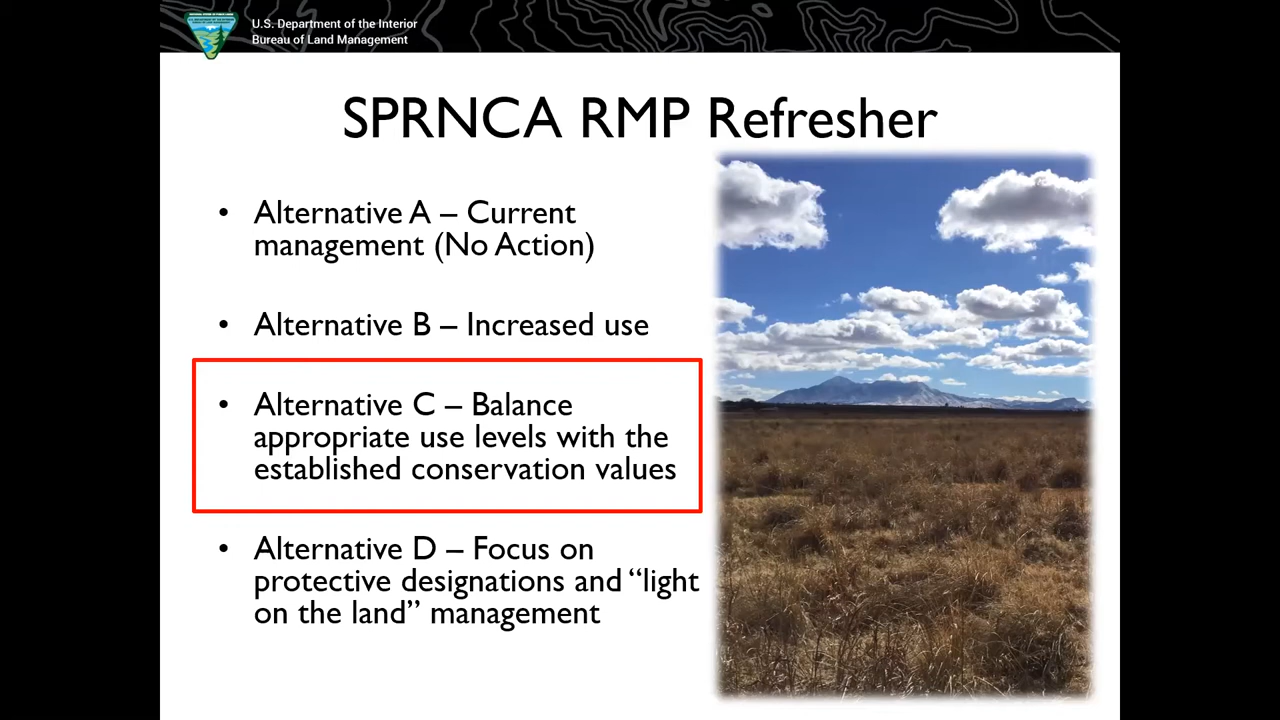 U.S. Department of the Interior
Bureau of Land Management
SPRNCA RMP Refresher
• Alternative A – Current
management (No Action)
• Alternative B – Increased use
• Alternative C – Balance
appropriate use levels with the
established conservation values
• Alternative D – Focus on
protective designations and “light
on the land” management